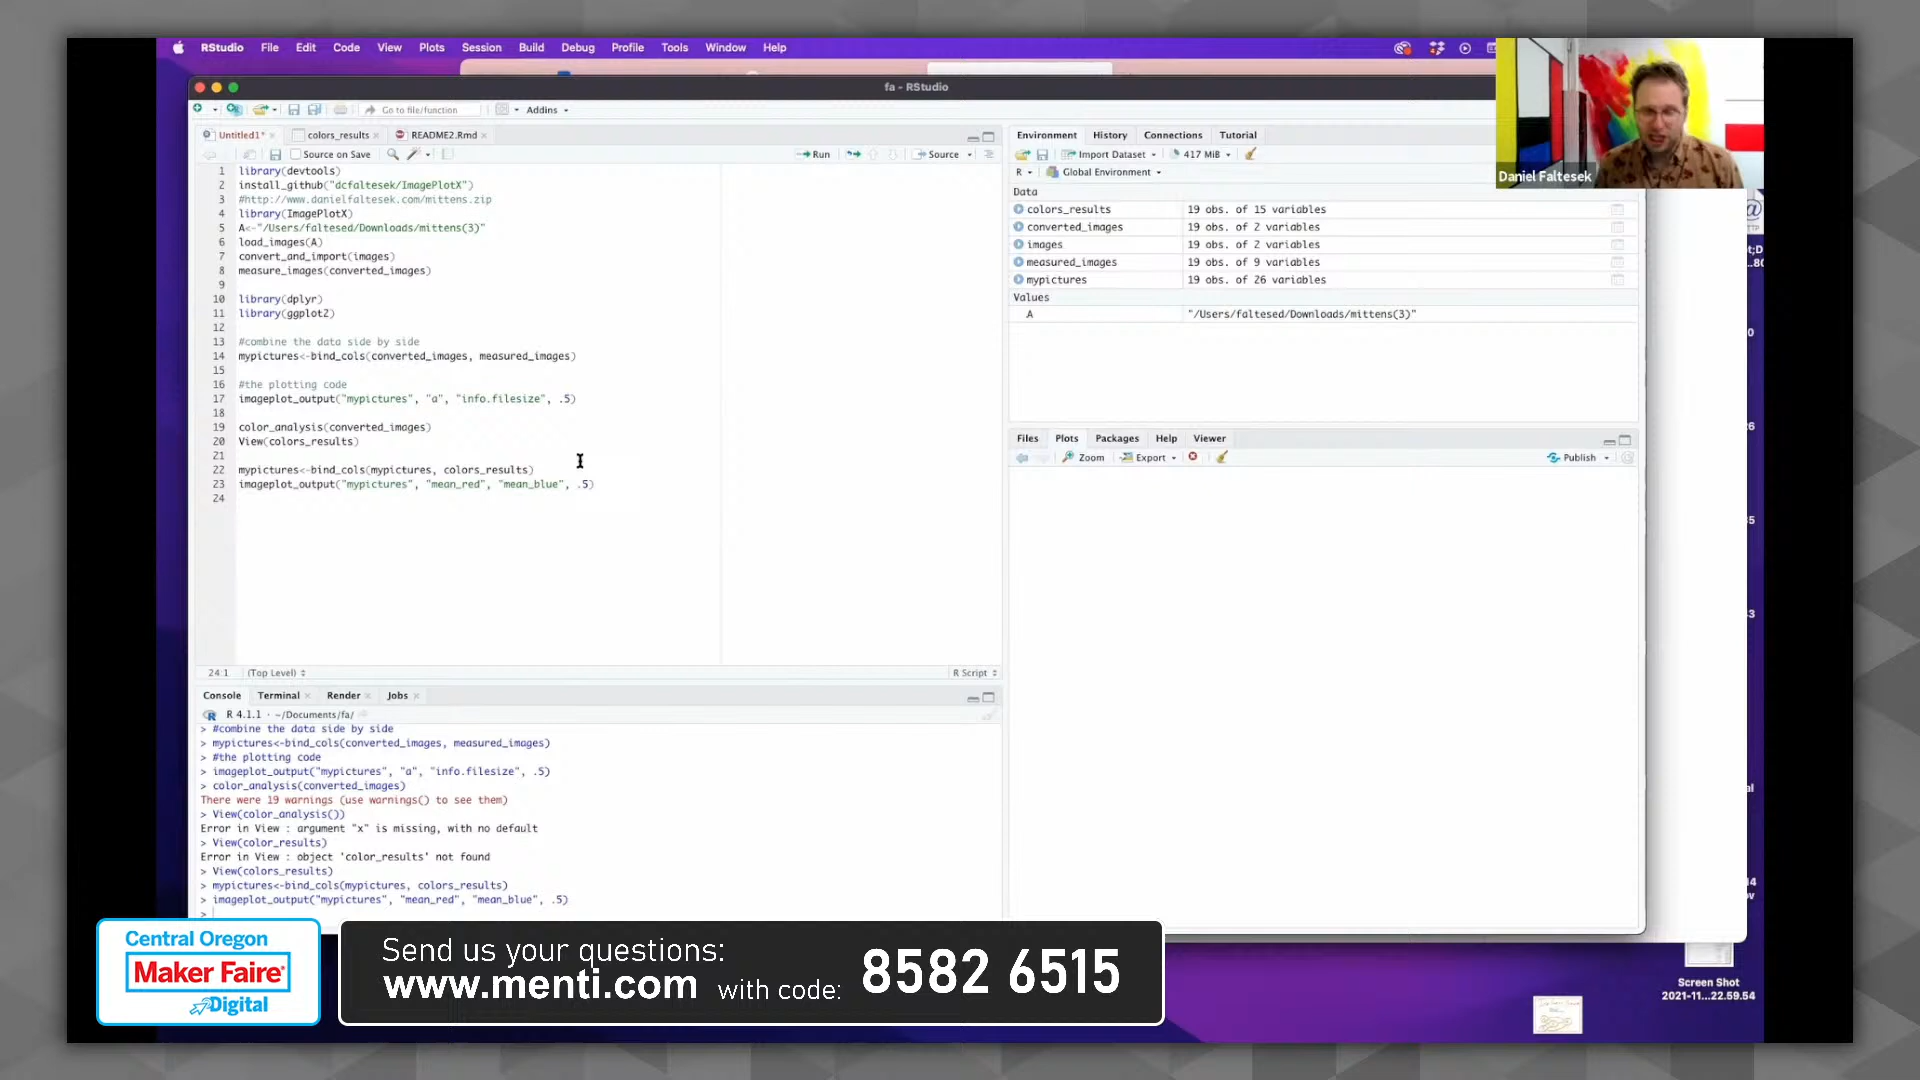 RStudio File Edit Code View Plots Session Build Debug Profile Tools Window Help
fa - RStudio
Go to file/function Addins
Untitled1* colors_results README2.Rmd
Source on Save Run Source
1 library(devtools)
2 install_github("dcfaltesek/ImagePlotX")
3 #http://www.danielfaltesek.com/mittens.zip
4 library(ImagePlotX)
5 A<-"/Users/faltesed/Downloads/mittens(3)"
6 load_images(A)
7 convert_and_import(images)
8 measure_images(converted_images)
9
10 library(dplyr)
11 library(ggplot2)
12
13 #combine the data side by side
14 mypictures<-bind_cols(converted_images, measured_images)
15
16 #the plotting code
17 imageplot_output("mypictures", "a", "info.filesize", .5)
18
19 color_analysis(converted_images)
20 View(colors_results)
21
22 mypictures<-bind_cols(mypictures, colors_results)
23 imageplot_output("mypictures", "mean_red", "mean_blue", .5)
24
24:1 (Top Level) R Script
Console Terminal Render Jobs
R 4.1.1 · ~/Documents/fa/
> #combine the data side by side
> mypictures<-bind_cols(converted_images, measured_images)
> #the plotting code
> imageplot_output("mypictures", "a", "info.filesize", .5)
> color_analysis(converted_images)
There were 19 warnings (use warnings() to see them)
> View(color_analysis())
Error in View : argument "x" is missing, with no default
> View(color_results)
Error in View : object 'color_results' not found
> View(colors_results)
> mypictures<-bind_cols(mypictures, colors_results)
> imageplot_output("mypictures", "mean_red", "mean_blue", .5)
>
Environment History Connections Tutorial
Import Dataset 417 MiB
R Global Environment
Data
colors_results 19 obs. of 15 variables
converted_images 19 obs. of 2 variables
images 19 obs. of 2 variables
measured_images 19 obs. of 9 variables
mypictures 19 obs. of 26 variables
Values
A "/Users/faltesed/Downloads/mittens(3)"
Files Plots Packages Help Viewer
Zoom Export Publish
Daniel Faltesek
Screen Shot
2021-11...22.59.54
Central Oregon
Maker Faire
Digital
Send us your questions:
www.menti.com with code: 8582 6515